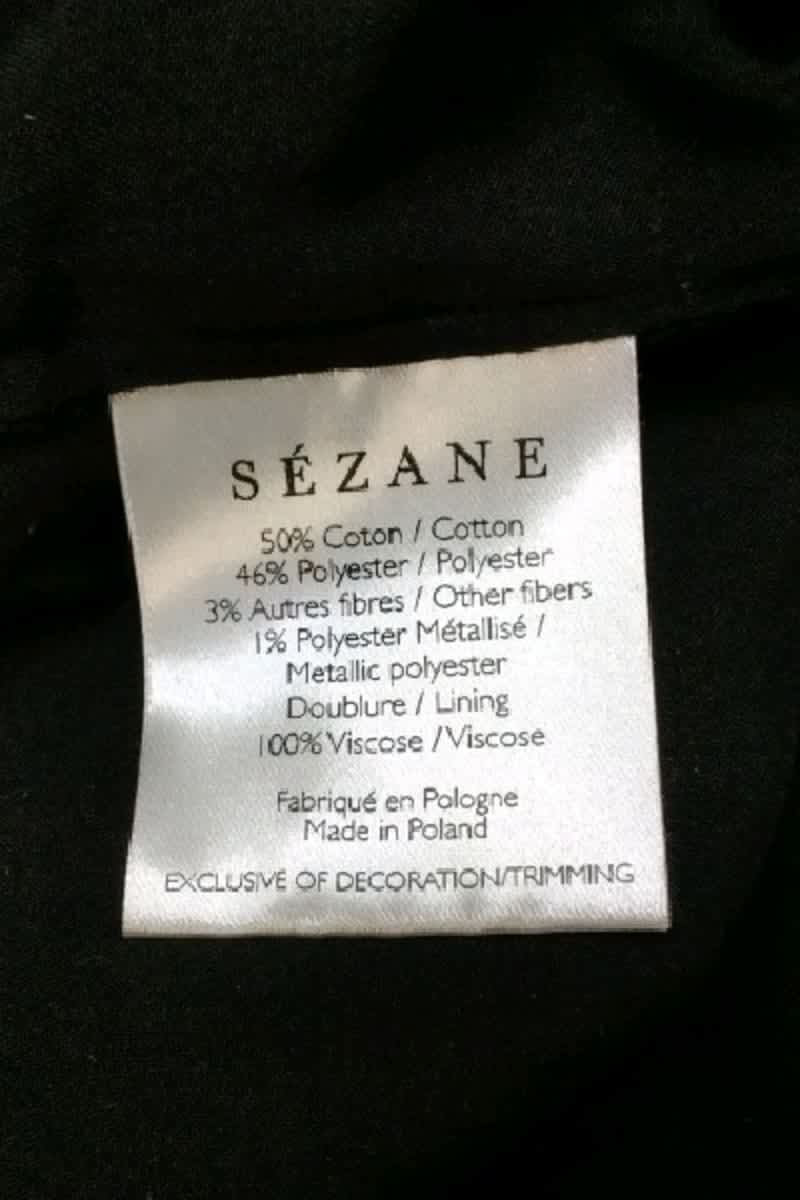 SÉZANE
50% Coton / Cotton
46% Polyester / Polyester
3% Autres fibres / Other fibers
1% Polyester Métallisé /
Metallic polyester
Doublure / Lining
100% Viscose / Viscose
Fabriqué en Pologne
Made in Poland
EXCLUSIVE OF DECORATION/TRIMMING